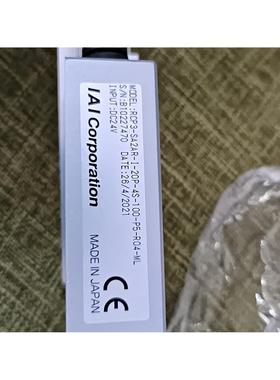 MODEL:RCP3-SA2AR-I-20P-4S-100-P5-R04-ML
S/N:B10227470 DATE:26/4/2021
INPUT:DC24V
IAI Corporation
MADE IN JAPAN
CE